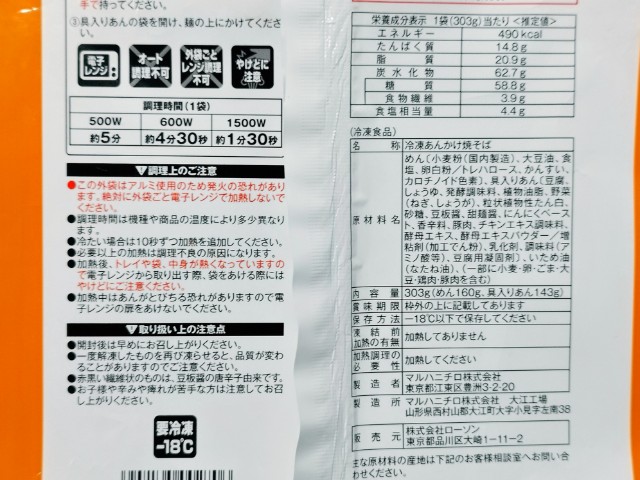 手で持ってください。
③具入りあんの袋を開け、麺の上にかけてください。
電子レンジ
オート調理不可
外袋ごとレンジ調理不可
やけどに注意
調理時間(1袋)
500W 600W 1500W
約5分 約4分30秒 約1分30秒
▼調理上のご注意
●この外袋はアルミ使用のため発火の恐れがあります。絶対に外袋ごと電子レンジで加熱しないでください。
●調理時間は機種や商品の温度により多少異なります。
●冷たい場合は10秒ずつ加熱を追加してください。
●必要以上の加熱は調理不良の原因になります。
●加熱後、トレイや袋、中身が熱くなっていますので電子レンジから取り出す際、袋をあける際にはやけどにご注意ください。
●加熱中はあんがとびちる恐れがありますので電子レンジの扉をあけないでください。
▼取り扱い上の注意点
●開封後は早めにお召し上がりください。
●一度解凍したものを再び凍らせると、品質が変わることがありますのでご注意ください。
●赤黒い繊維状のものは、豆板醤の唐辛子由来です。
●お子様や辛みや痺れが苦手な方は注意してお召し上がりください。
要冷凍
-18℃
栄養成分表示 1袋(303g)当たり<推定値>
エネルギー 490kcal
たんぱく質 14.8g
脂質 20.9g
炭水化物 62.7g
糖質 58.8g
食物繊維 3.9g
食塩相当量 4.4g
(冷凍食品)
名称 冷凍あんかけ焼そば
原材料名 めん(小麦粉(国内製造)、大豆油、食
塩、卵白粉/トレハロース、かんすい、
カロチノイド色素)、具入りあん(豆腐、
しょうゆ、発酵調味料、植物油脂、野菜
(ねぎ、しょうが)、粒状植物性たん白、
砂糖、豆板醤、甜麺醤、にんにくペース
ト、香辛料、豚肉、チキンエキス調味料、
酵母エキス、酵母エキスパウダー/増
粘剤(加工でん粉)、乳化剤、調味料(ア
ミノ酸等)、豆腐用凝固剤)、いため油
(なたね油)、(一部に小麦・卵・ごま・大
豆・鶏肉・豚肉を含む)
内容量 303g(めん160g、具入りあん143g)
賞味期限 枠外の上に記載してあります
保存方法 -18℃以下で保存してください
凍結前加熱の有無 加熱してありません
加熱調理の必要性 加熱してください
製造者 マルハニチロ株式会社
東京都江東区豊洲3-2-20
製造所 マルハニチロ株式会社 大江工場
山形県西村山郡大江町大字小見字左南38
販売元 株式会社ローソン
東京都品川区大崎1-11-2
主な原材料の産地は下記のお客様相談室へお問い合わせください。